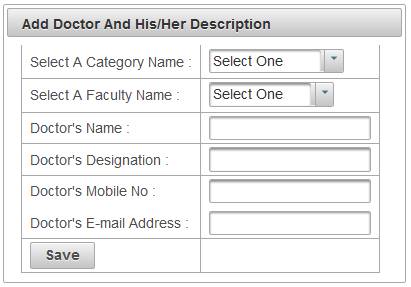 Add Doctor And His/Her Description
Select A Category Name : Select One
Select A Faculty Name : Select One
Doctor's Name :
Doctor's Designation :
Doctor's Mobile No :
Doctor's E-mail Address :
Save